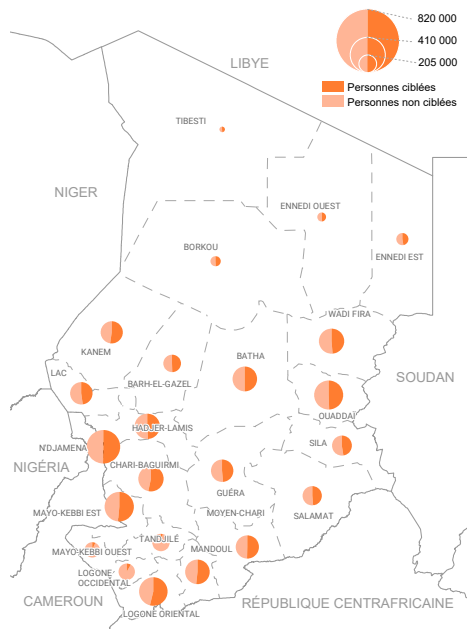 820 000
410 000
205 000
Personnes ciblées
Personnes non ciblées
LIBYE
TIBESTI
NIGER
ENNEDI OUEST
ENNEDI EST
BORKOU
WADI FIRA
KANEM
BATHA
LAC
BARH-EL-GAZEL
SOUDAN
OUADDAÏ
HADJER-LAMIS
N'DJAMENA
SILA
NIGÉRIA
CHARI-BAGUIRMI
GUÉRA
MAYO-KEBBI EST
MOYEN-CHARI
SALAMAT
TANDJILÉ
MAYO-KEBBI OUEST
MANDOUL
LOGONE
OCCIDENTAL
CAMEROUN
LOGONE ORIENTAL
RÉPUBLIQUE CENTRAFRICAINE